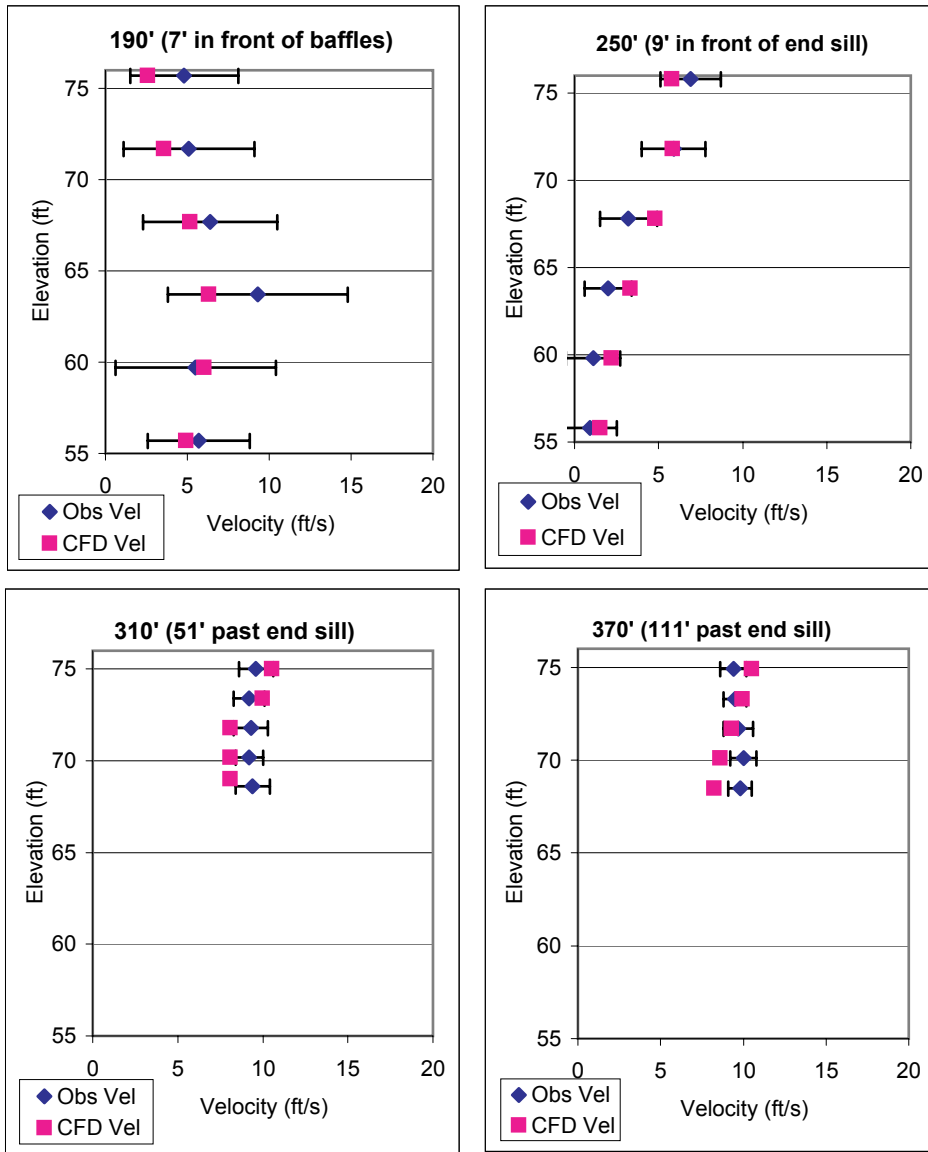 190' (7' in front of baffles)
75
70
65
60
55
Elevation (ft)
0 5 10 15 20
Velocity (ft/s)
Obs Vel
CFD Vel
250' (9' in front of end sill)
75
70
65
60
55
Elevation (ft)
0 5 10 15 20
Velocity (ft/s)
Obs Vel
CFD Vel
310' (51' past end sill)
75
70
65
60
55
Elevation (ft)
0 5 10 15 20
Velocity (ft/s)
Obs Vel
CFD Vel
370' (111' past end sill)
75
70
65
60
55
Elevation (ft)
0 5 10 15 20
Velocity (ft/s)
Obs Vel
CFD Vel